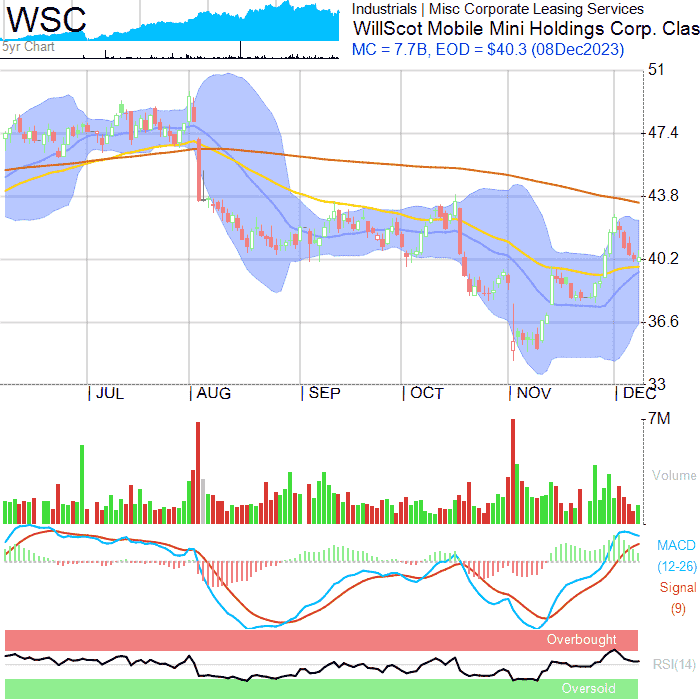 WSC
5yr Chart
Industrials | Misc Corporate Leasing Services
WillScot Mobile Mini Holdings Corp. Clas
MC = 7.7B, EOD = $40.3 (08Dec2023)
51
47.4
43.8
40.2
36.6
33
JUL AUG SEP OCT NOV DEC
7M
Volume
MACD
(12-26)
Signal
(9)
Overbought
RSI(14)
Oversold